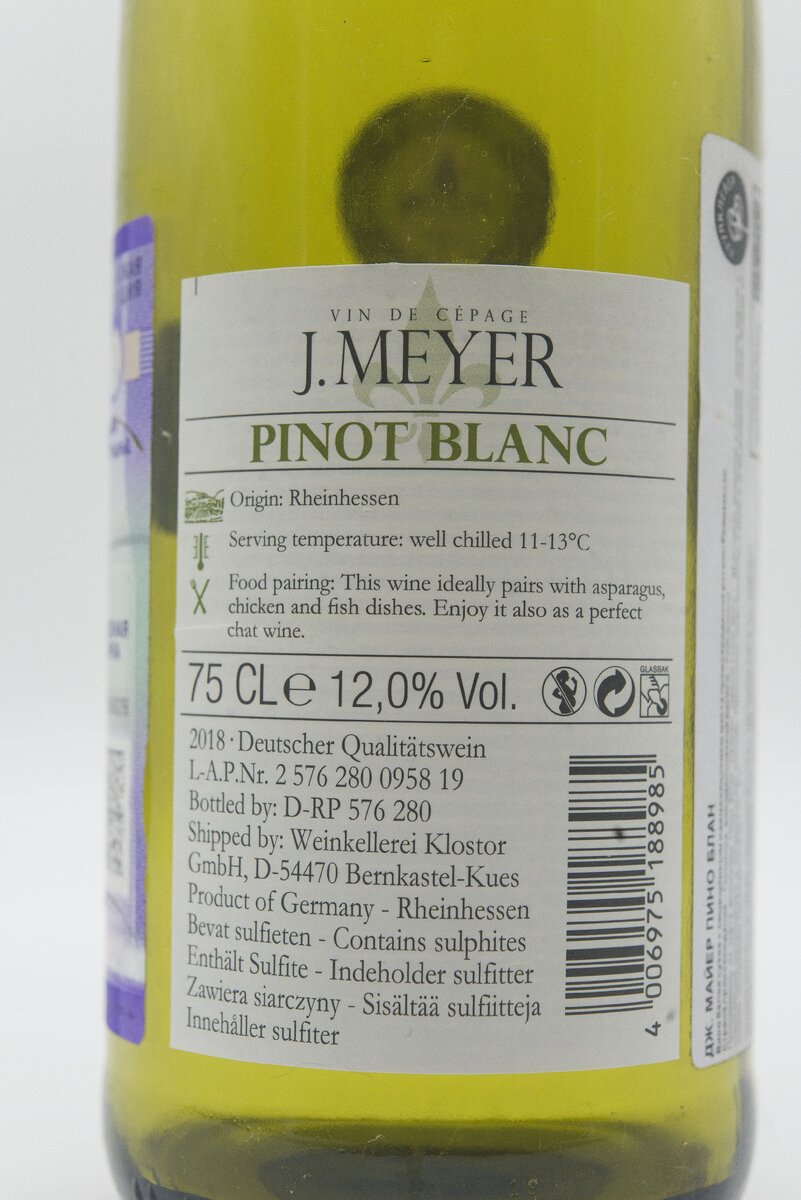 VIN DE CÉPAGE
J. MEYER
PINOT BLANC
Origin: Rheinhessen
Serving temperature: well chilled 11-13°C
Food pairing: This wine ideally pairs with asparagus,
chicken and fish dishes. Enjoy it also as a perfect
chat wine.
75 CL℮ 12,0% Vol.
GLASBAK
2018 · Deutscher Qualitätswein
L-A.P.Nr. 2 576 280 0958 19
Bottled by: D-RP 576 280
Shipped by: Weinkellerei Klostor
GmbH, D-54470 Bernkastel-Kues
Product of Germany - Rheinhessen
Bevat sulfieten - Contains sulphites
Enthält Sulfite - Indeholder sulfitter
Zawiera siarczyny - Sisältää sulfiitteja
Innehåller sulfiter
4 006975 188985
ДЖ. МАЙЕР ПИНО БЛАН